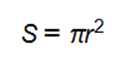 S = πr²